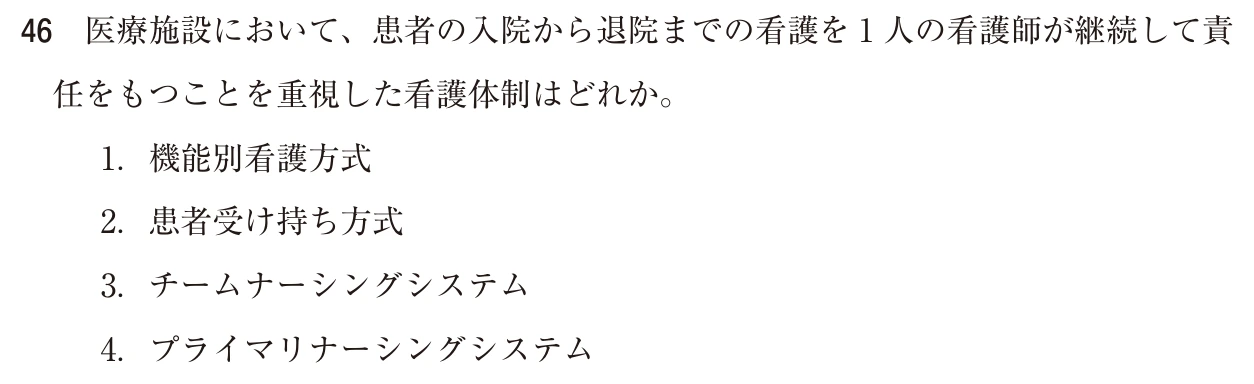 46　医療施設において、患者の入院から退院までの看護を1人の看護師が継続して責
任をもつことを重視した看護体制はどれか。
1. 機能別看護方式
2. 患者受け持ち方式
3. チームナーシングシステム
4. プライマリナーシングシステム